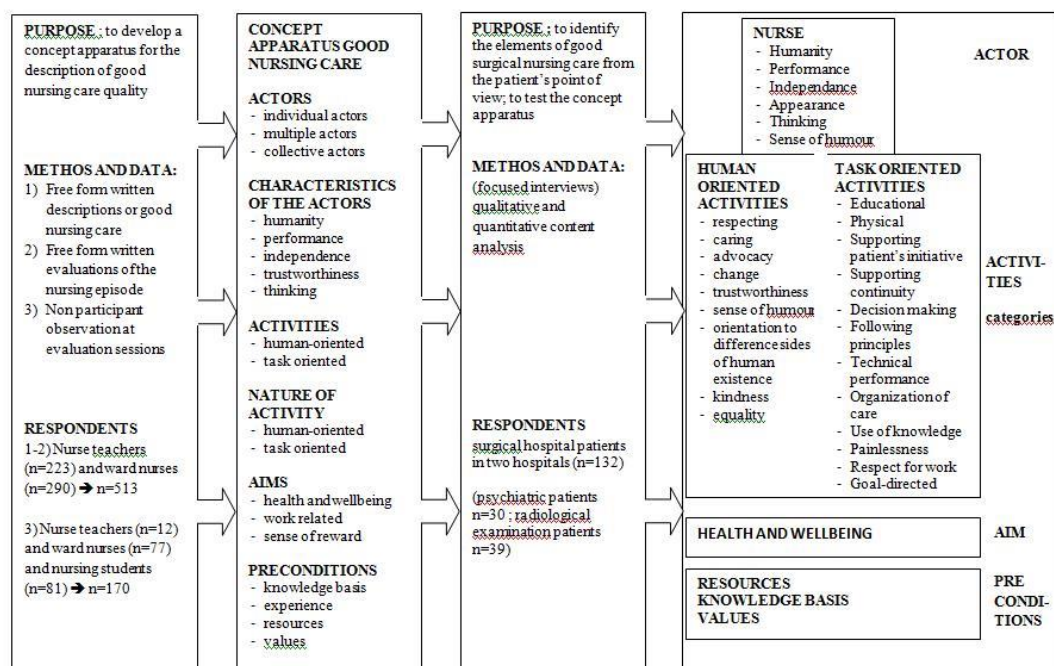 PURPOSE ; to develop a
concept apparatus for the
description of good
nursing care quality
METHOS AND DATA:
1) Free form written
descriptions or good
nursing care
2) Free form written
evaluations of the
nursing episode
3) Non participant
observation at
evaluation sessions
RESPONDENTS
1-2) Nurse teachers
(n=223) and ward nurses
(n=290) ➔ n=513
3) Nurse teachers (n=12)
and ward nurses (n=77)
and nursing students
(n=81) ➔ n=170
CONCEPT
APPARATUS GOOD
NURSING CARE
ACTORS
- individual actors
- multiple actors
- collective actors
CHARACTERISTICS
OF THE ACTORS
- humanity
- performance
- independence
- trustworthiness
- thinking
ACTIVITIES
- human-oriented
- task oriented
NATURE OF
ACTIVITY
- human-oriented
- task oriented
AIMS
- health and wellbeing
- work related
- sense of reward
PRECONDITIONS
- knowledge basis
- experience
- resources
- values
PURPOSE ; to identify
the elements of good
surgical nursing care from
the patient's point of
view; to test the concept
apparatus
METHOS AND DATA:
(focused interviews)
qualitative and
quantitative content
analysis
RESPONDENTS
surgical hospital patients
in two hospitals (n=132)
(psychiatric patients
n=30 ; radiological
examination patients
n=39)
NURSE
- Humanity
- Performance
- Independance
- Appearance
- Thinking
- Sense of humour
ACTOR
HUMAN
ORIENTED
ACTIVITIES
- respecting
- caring
- advocacy
- change
- trustworthiness
- sense of humour
- orientation to
difference sides
of human
existence
- kindness
- equality
TASK ORIENTED
ACTIVITIES
- Educational
- Physical
- Supporting
patient's initiative
- Supporting
continuity
- Decision making
- Following
principles
- Technical
performance
- Organization of
care
- Use of knowledge
- Painlessness
- Respect for work
- Goal-directed
ACTIVI-
TIES
categories
HEALTH AND WELLBEING
AIM
RESOURCES
KNOWLEDGE BASIS
VALUES
PRE
CONDI-
TIONS